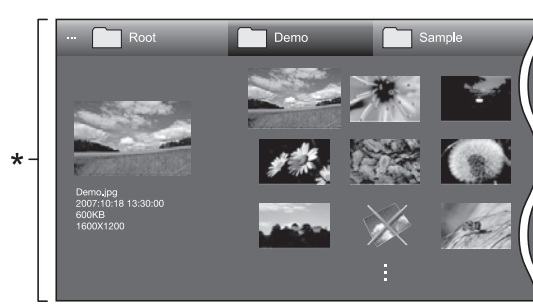 *
... Root Demo Sample
Demo.jpg
2007:10:18 13:30:00
600KB
1600X1200